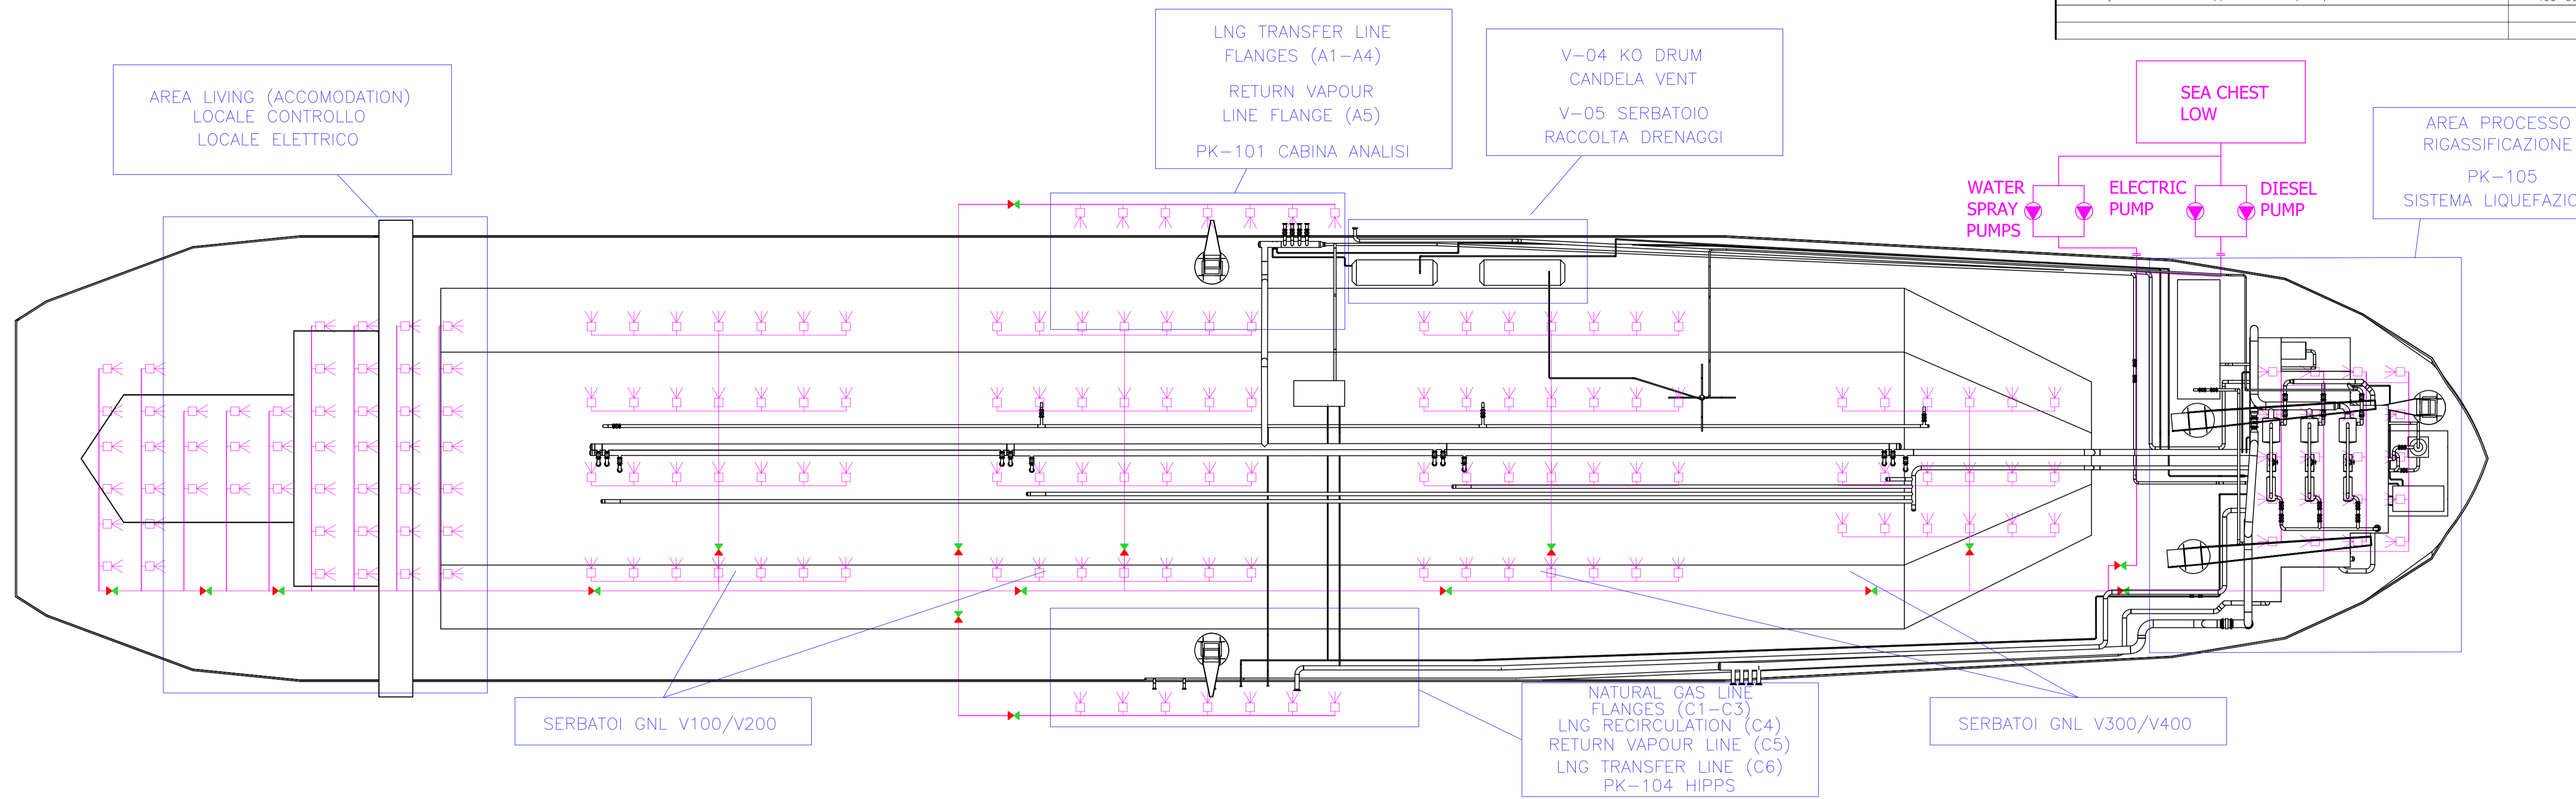 AREA LIVING (ACCOMODATION)
LOCALE CONTROLLO
LOCALE ELETTRICO
LNG TRANSFER LINE
FLANGES (A1-A4)
RETURN VAPOUR
LINE FLANGE (A5)
PK-101 CABINA ANALISI
V-04 KO DRUM
CANDELA VENT
V-05 SERBATOIO
RACCOLTA DRENAGGI
SEA CHEST
LOW
WATER
SPRAY
PUMPS
ELECTRIC
PUMP
DIESEL
PUMP
AREA PROCESSO
RIGASSIFICAZIONE
PK-105
SISTEMA
SERBATOI GNL V100/V200
NATURAL GAS LINE
FLANGES (C1-C3)
LNG RECIRCULATION (C4)
RETURN VAPOUR LINE (C5)
LNG TRANSFER LINE (C6)
PK-104 HIPPS
SERBATOI GNL V300/V400